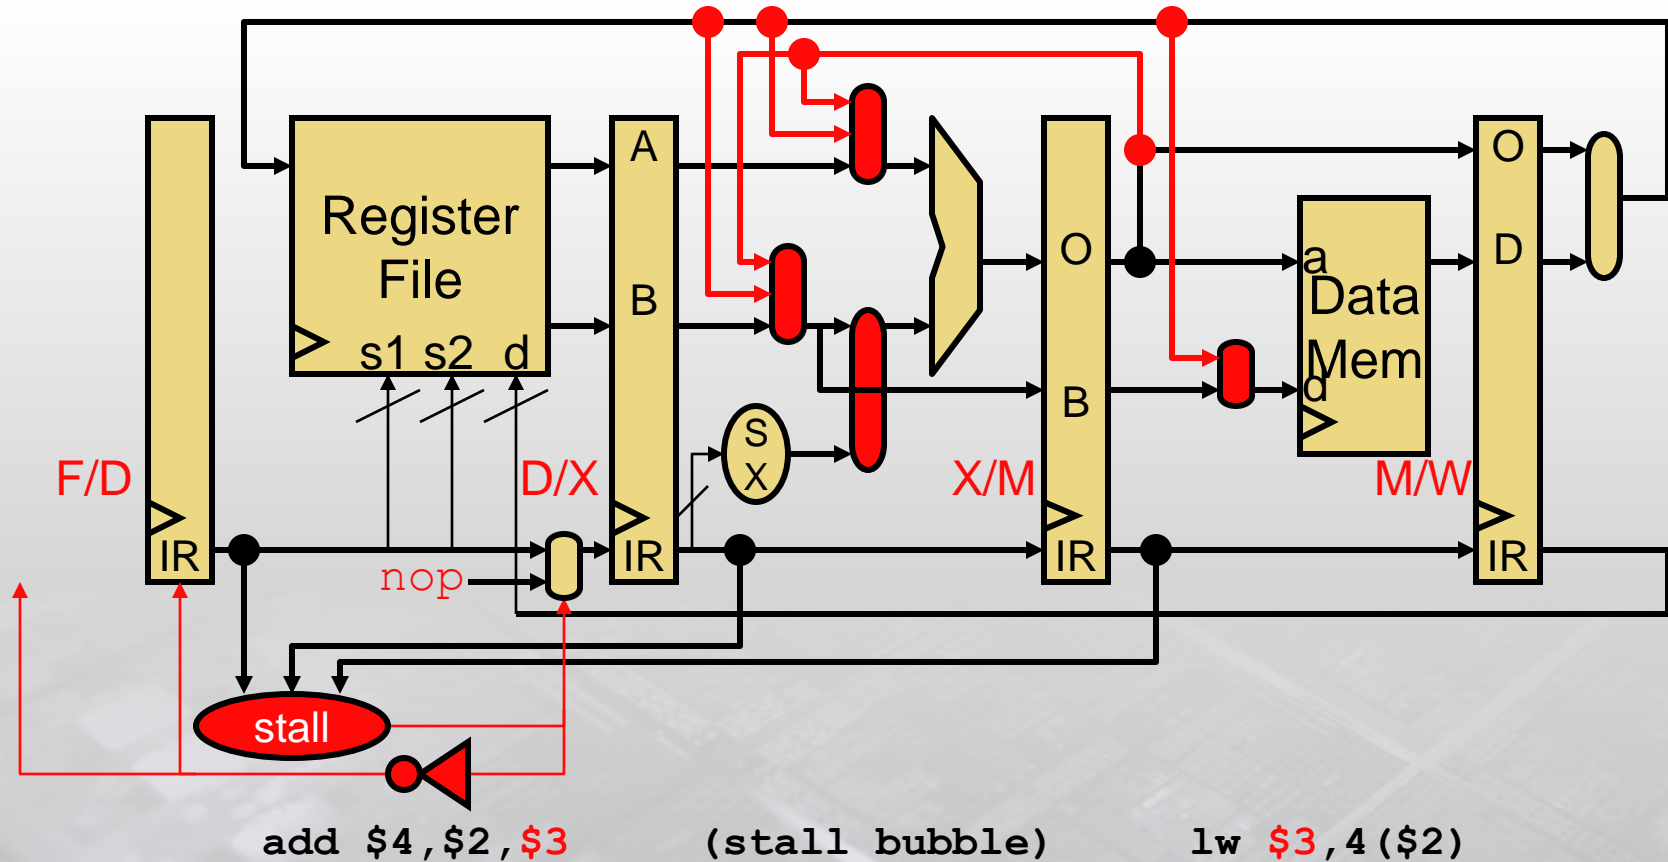 A
O
Register
File
O
D
B
a
Data
s1 s2 d
Mem
d
B
S
X
F/D
D/X
X/M
M/W
IR
IR
IR
IR
nop
stall
add $4,$2,$3 (stall bubble) lw $3,4($2)